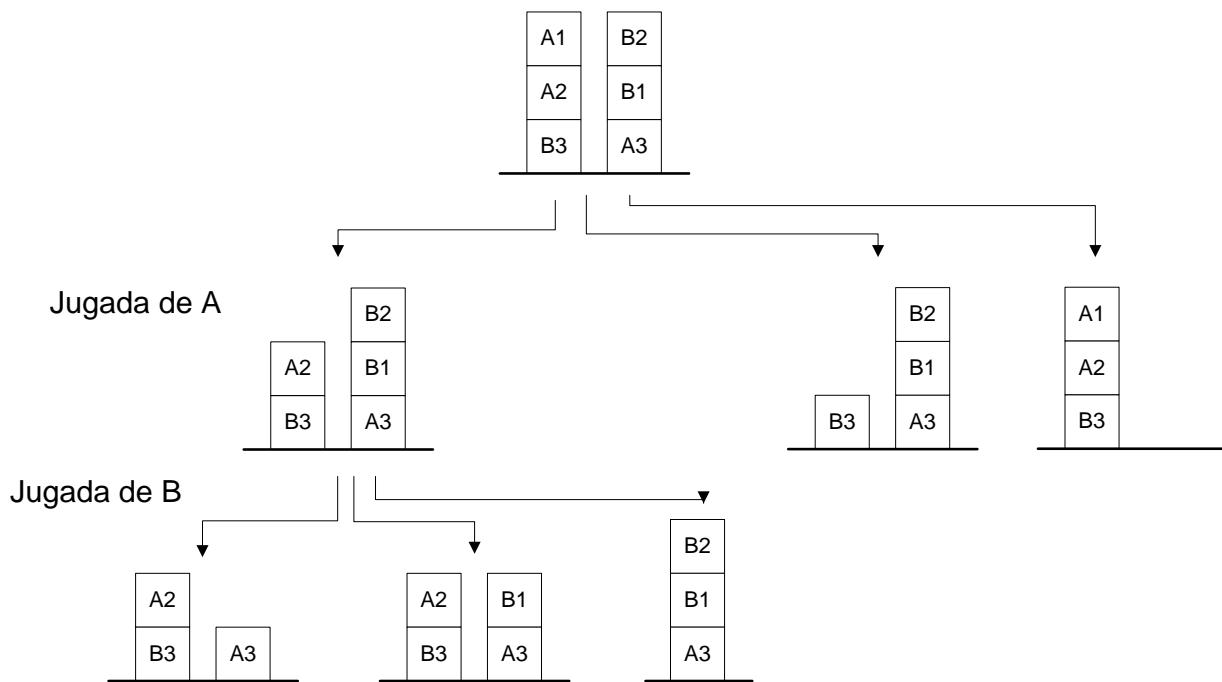 A1 B2
A2 B1
B3 A3
Jugada de A
B2 B2 A1
A2 B1 B1 A2
B3 A3 B3 A3 B3
Jugada de B
B2
A2 A2 B1 B1
B3 A3 B3 A3 A3